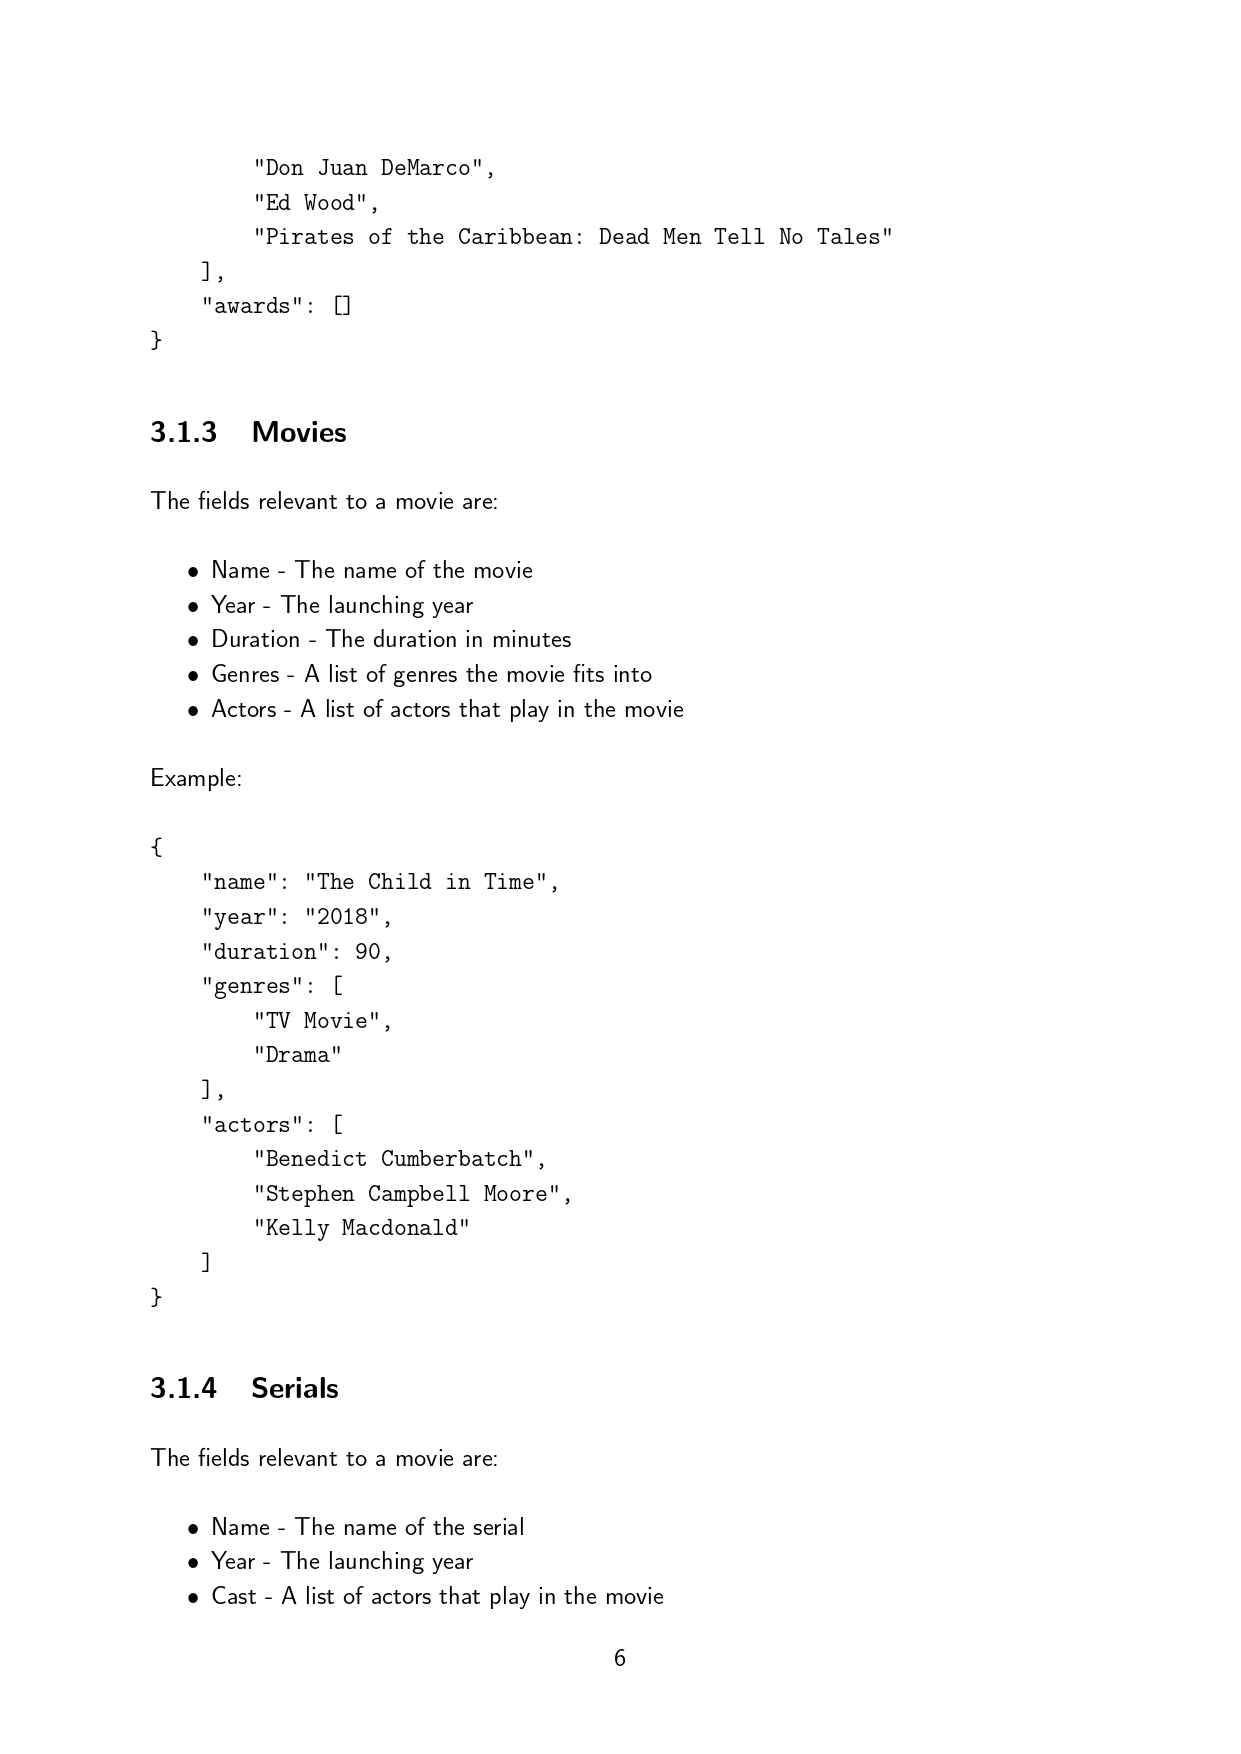 "Don Juan DeMarco",
"Ed Wood",
"Pirates of the Caribbean: Dead Men Tell No Tales"
],
"awards": []
}
3.1.3 Movies
The fields relevant to a movie are:
• Name - The name of the movie
• Year - The launching year
• Duration - The duration in minutes
• Genres - A list of genres the movie fits into
• Actors - A list of actors that play in the movie
Example:
{
"name": "The Child in Time",
"year": "2018",
"duration": 90,
"genres": [
"TV Movie",
"Drama"
],
"actors": [
"Benedict Cumberbatch",
"Stephen Campbell Moore",
"Kelly Macdonald"
]
}
3.1.4 Serials
The fields relevant to a movie are:
• Name - The name of the serial
• Year - The launching year
• Cast - A list of actors that play in the movie
6